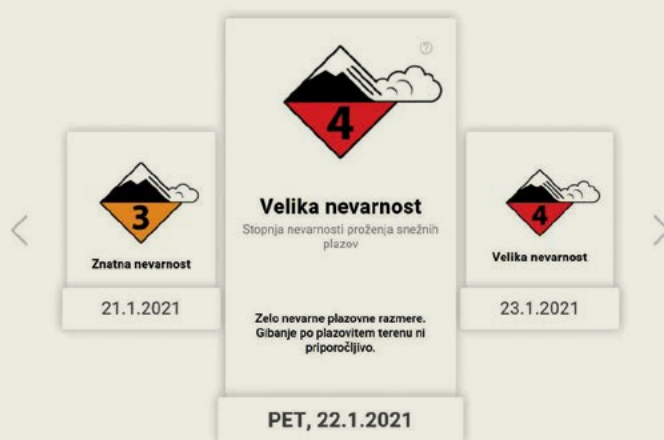 3
Znatna nevarnost
21.1.2021
?
4
Velika nevarnost
Stopnja nevarnosti proženja snežnih
plazov
Zelo nevarne plazovne razmere.
Gibanje po plazovitem terenu ni
priporočljivo.
PET, 22.1.2021
4
Velika nevarnost
23.1.2021